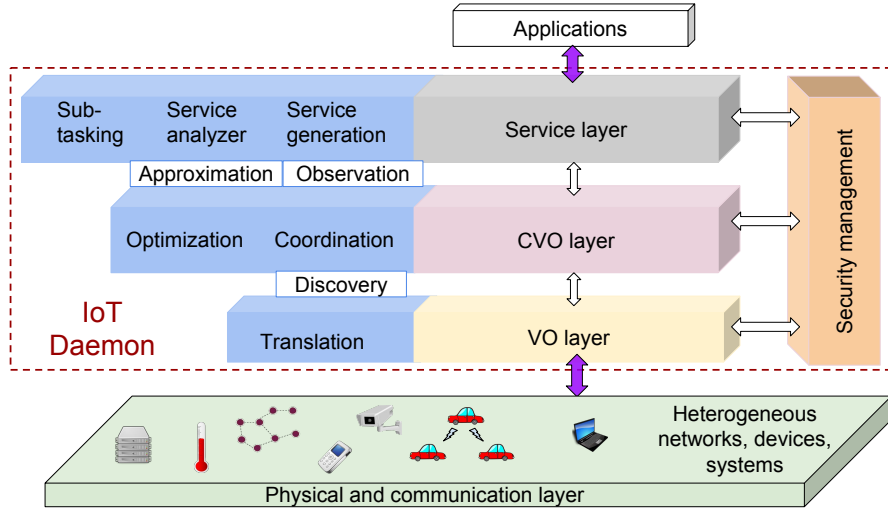 Applications
Sub-
tasking
Service
analyzer
Service
generation
Service layer
Approximation
Observation
Optimization
Coordination
CVO layer
Discovery
Translation
VO layer
IoT
Daemon
Security management
Heterogeneous
networks, devices,
systems
Physical and communication layer